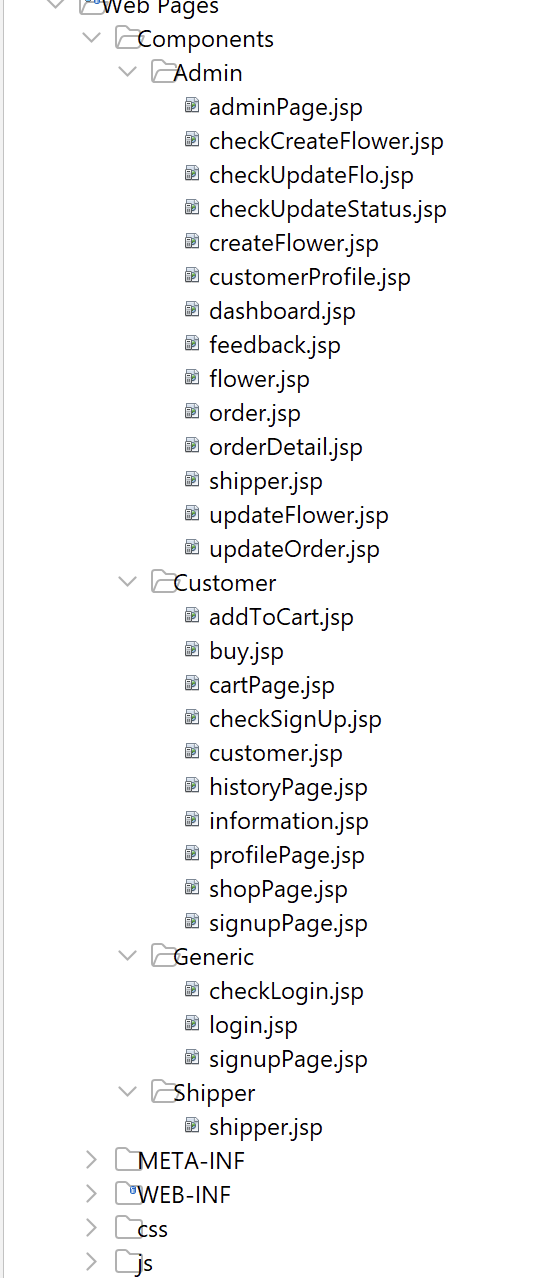 Web Pages
Components
Admin
adminPage.jsp
checkCreateFlower.jsp
checkUpdateFlo.jsp
checkUpdateStatus.jsp
createFlower.jsp
customerProfile.jsp
dashboard.jsp
feedback.jsp
flower.jsp
order.jsp
orderDetail.jsp
shipper.jsp
updateFlower.jsp
updateOrder.jsp
Customer
addToCart.jsp
buy.jsp
cartPage.jsp
checkSignUp.jsp
customer.jsp
historyPage.jsp
information.jsp
profilePage.jsp
shopPage.jsp
signupPage.jsp
Generic
checkLogin.jsp
login.jsp
signupPage.jsp
Shipper
shipper.jsp
META-INF
WEB-INF
css
js